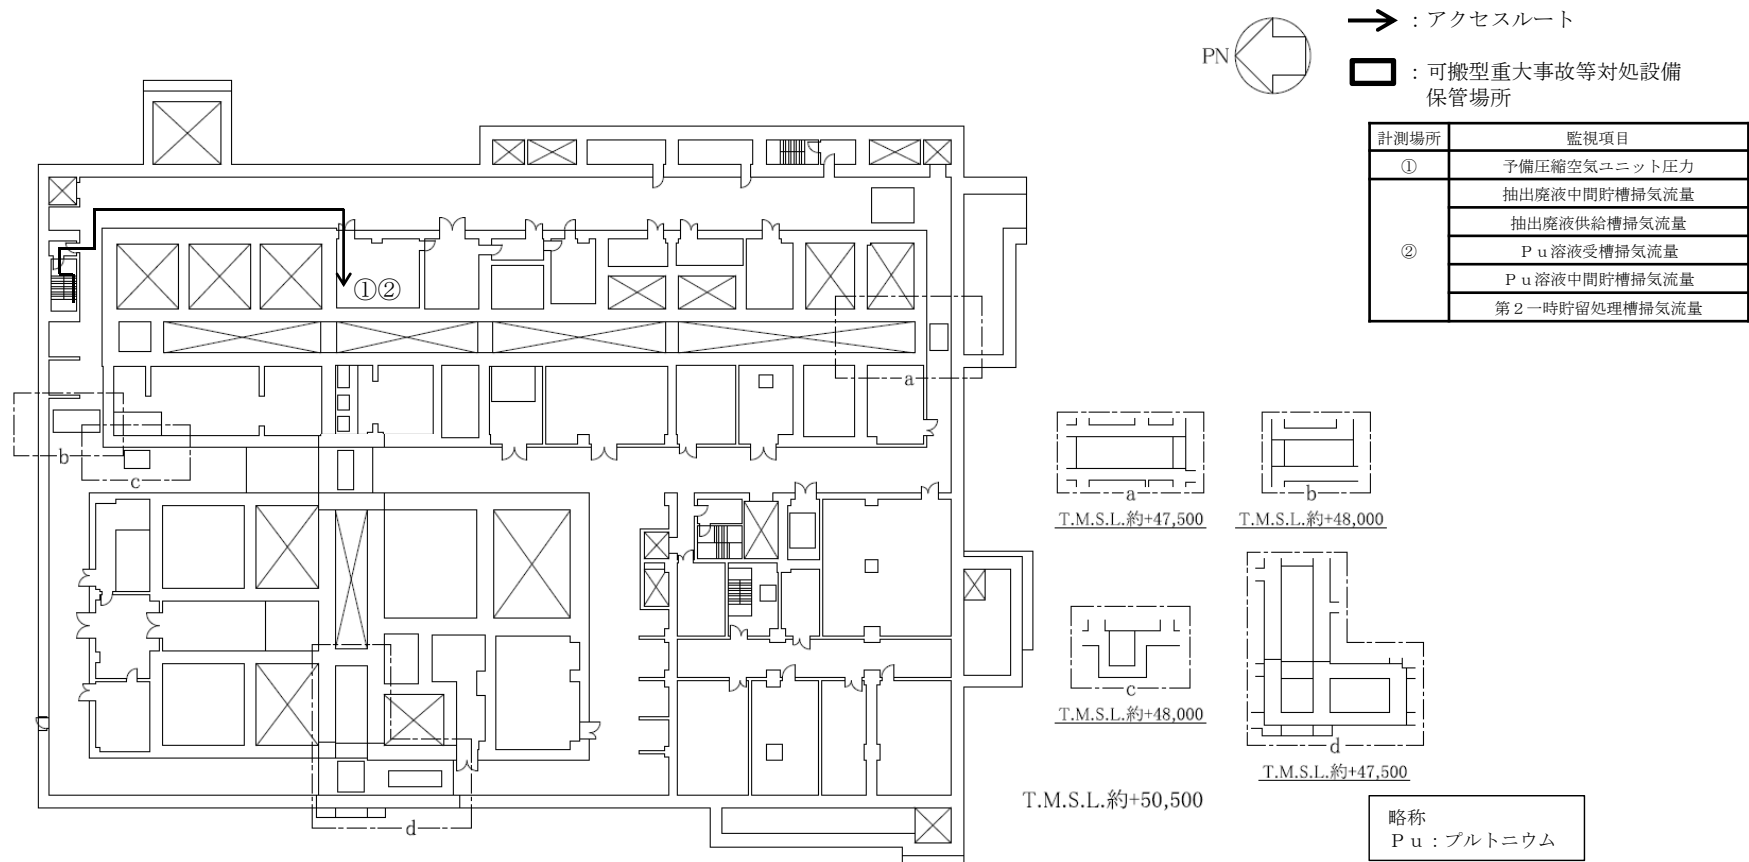 PN
：アクセスルート
：可搬型重大事故等対処設備
保管場所
計測場所 監視項目
① 予備圧縮空気ユニット圧力
② 抽出廃液中間貯槽掃気流量
抽出廃液供給槽掃気流量
Ｐｕ溶液受槽掃気流量
Ｐｕ溶液中間貯槽掃気流量
第２一時貯留処理槽掃気流量
①②
a
b
c
d
a
T.M.S.L.約+47,500
b
T.M.S.L.約+48,000
c
T.M.S.L.約+48,000
d
T.M.S.L.約+47,500
T.M.S.L.約+50,500
略称
Ｐｕ：プルトニウム